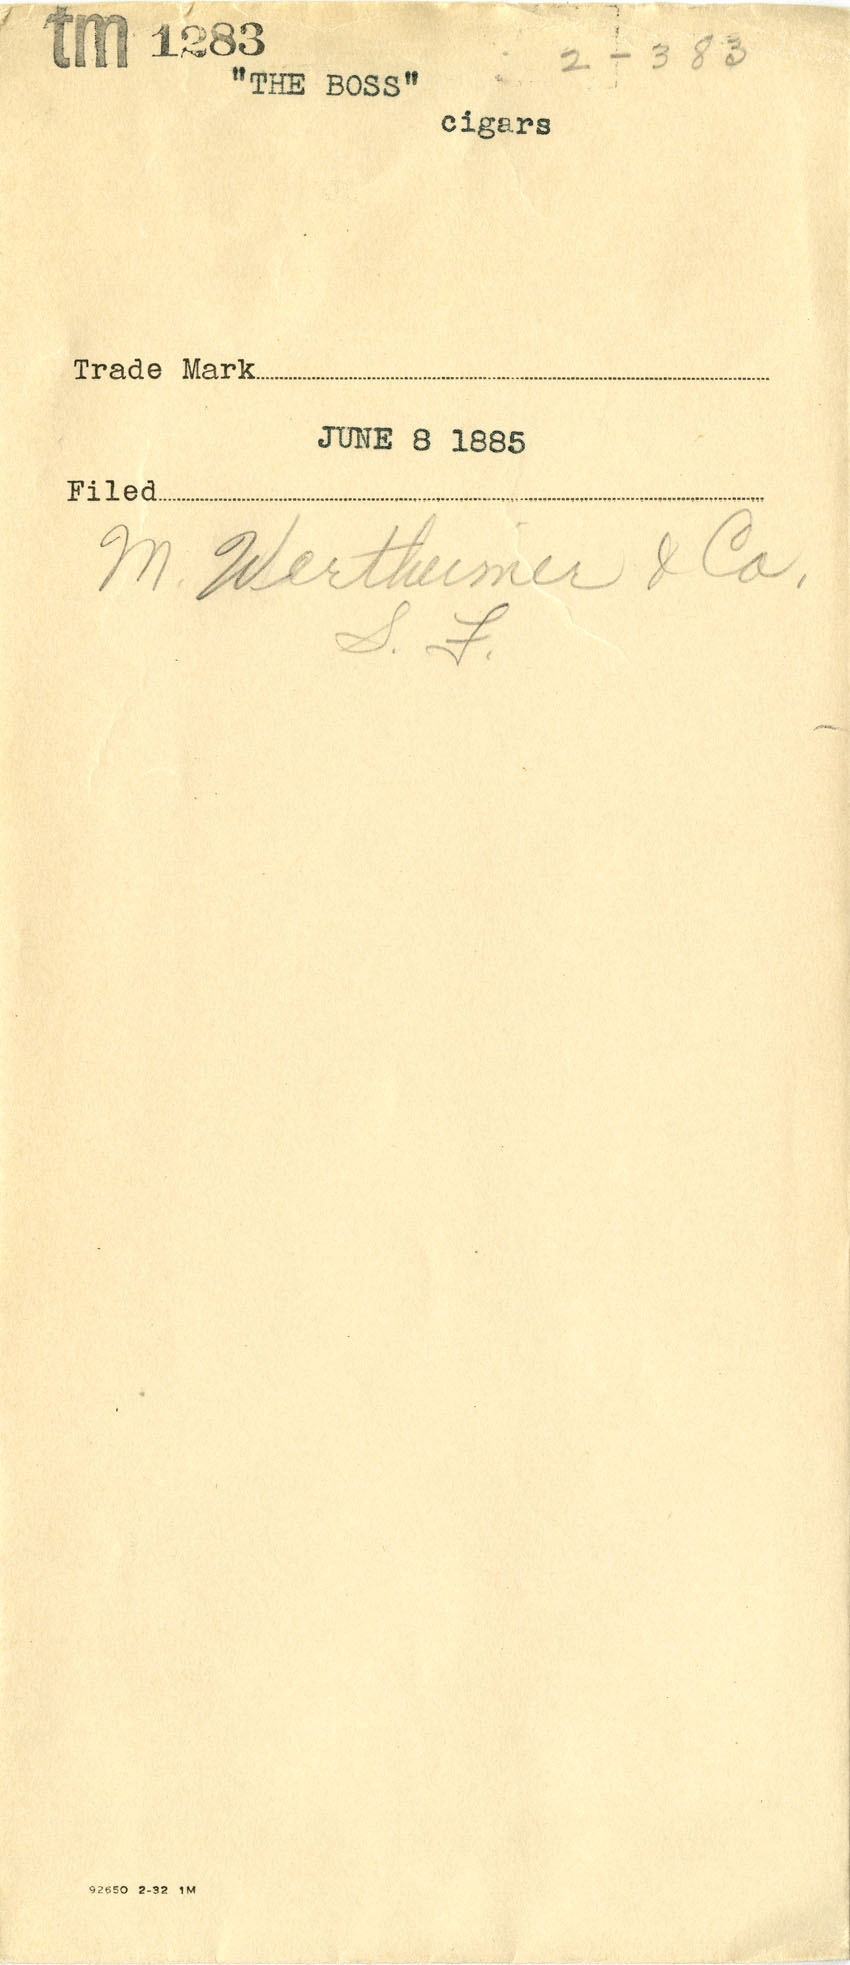 tm 1283
2-383
"THE BOSS"
cigars
Trade Mark
JUNE 8 1885
Filed
M. Wertheimer & Co.
S. F.
92650 2-32 1M